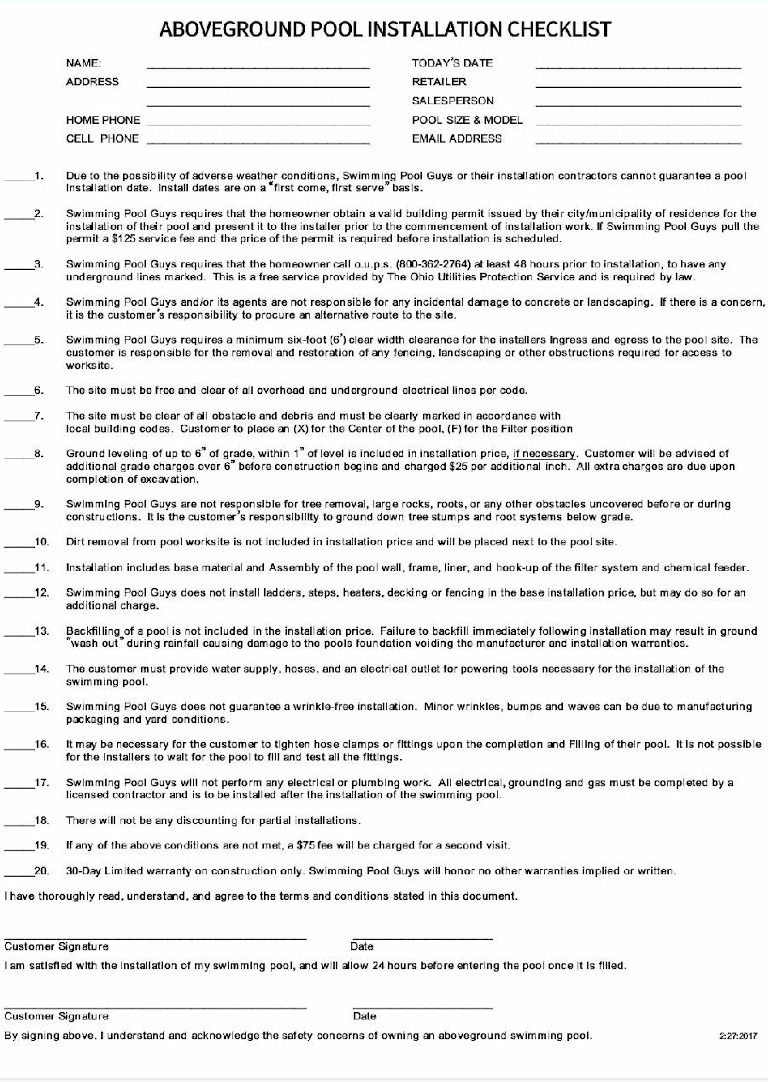 ABOVEGROUND POOL INSTALLATION CHECKLIST
NAME: TODAY'S DATE
ADDRESS RETAILER
SALESPERSON
HOME PHONE POOL SIZE & MODEL
CELL PHONE EMAIL ADDRESS
1. Due to the possibility of adverse weather conditions, Swimming Pool Guys or their installation contractors cannot guarantee a pool
Installation date. Install dates are on a "first come, first serve" basis.
2. Swimming Pool Guys requires that the homeowner obtain a valid building permit issued by their city/municipality of residence for the
installation of their pool and present it to the installer prior to the commencement of installation work. If Swimming Pool Guys pull the
permit a $125 service fee and the price of the permit is required before installation is scheduled.
3. Swimming Pool Guys requires that the homeowner call o.u.p.s. (800-362-2764) at least 48 hours prior to installation, to have any
underground lines marked. This is a free service provided by The Ohio Utilities Protection Service and is required by law.
4. Swimming Pool Guys and/or its agents are not responsible for any incidental damage to concrete or landscaping. If there is a concern,
it is the customer's responsibility to procure an alternative route to the site.
5. Swimming Pool Guys requires a minimum six-foot (6') clear width clearance for the installers Ingress and egress to the pool site. The
customer is responsible for the removal and restoration of any fencing, landscaping or other obstructions required for access to
worksite.
6. The site must be free and clear of all overhead and underground electrical lines per code.
7. The site must be clear of all obstacle and debris and must be clearly marked in accordance with
local building codes. Customer to place an (X) for the Center of the pool, (F) for the Filter position
8. Ground leveling of up to 6" of grade, within 1" of level is included in installation price, if necessary. Customer will be advised of
additional grade charges over 6" before construction begins and charged $25 per additional inch. All extra charges are due upon
completion of excavation.
9. Swimming Pool Guys are not responsible for tree removal, large rocks, roots, or any other obstacles uncovered before or during
constructions. It is the customer's responsibility to ground down tree stumps and root systems below grade.
10. Dirt removal from pool worksite is not included in installation price and will be placed next to the pool site.
11. Installation includes base material and Assembly of the pool wall, frame, liner, and hook-up of the filter system and chemical feeder.
12. Swimming Pool Guys does not install ladders, steps, heaters, decking or fencing in the base installation price, but may do so for an
additional charge.
13. Backfilling of a pool is not included in the installation price. Failure to backfill immediately following installation may result in ground
"wash out" during rainfall causing damage to the pools foundation voiding the manufacturer and installation warranties.
14. The customer must provide water supply, hoses, and an electrical outlet for powering tools necessary for the installation of the
swimming pool.
15. Swimming Pool Guys does not guarantee a wrinkle-free installation. Minor wrinkles, bumps and waves can be due to manufacturing
packaging and yard conditions.
16. It may be necessary for the customer to tighten hose clamps or fittings upon the completion and Filling of their pool. It is not possible
for the installers to wait for the pool to fill and test all the fittings.
17. Swimming Pool Guys will not perform any electrical or plumbing work. All electrical, grounding and gas must be completed by a
licensed contractor and is to be installed after the installation of the swimming pool.
18. There will not be any discounting for partial installations.
19. If any of the above conditions are not met, a $75 fee will be charged for a second visit.
20. 30-Day Limited warranty on construction only. Swimming Pool Guys will honor no other warranties implied or written.
I have thoroughly read, understand, and agree to the terms and conditions stated in this document.
Customer Signature Date
I am satisfied with the installation of my swimming pool, and will allow 24 hours before entering the pool once it is filled.
Customer Signature Date
By signing above, I understand and acknowledge the safety concerns of owning an aboveground swimming pool. 2:27:2017